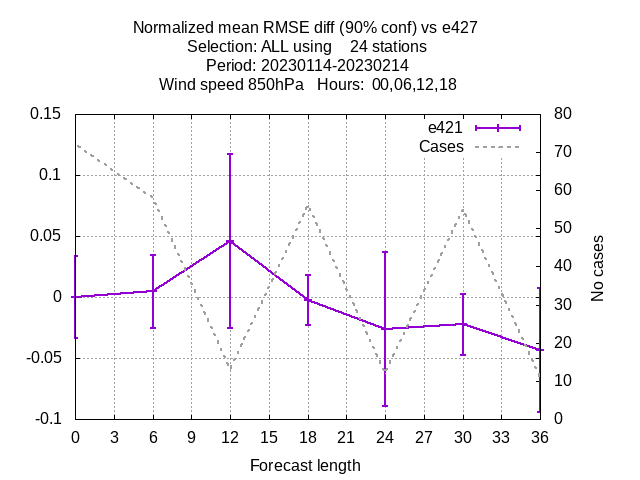 Normalized mean RMSE diff (90% conf) vs e427
Selection: ALL using 24 stations
Period: 20230114-20230214
Wind speed 850hPa Hours: 00,06,12,18
e421
Cases
0.15
0.1
0.05
0
-0.05
-0.1
80
70
60
50
40
30
20
10
0
No cases
0 3 6 9 12 15 18 21 24 27 30 33 36
Forecast length